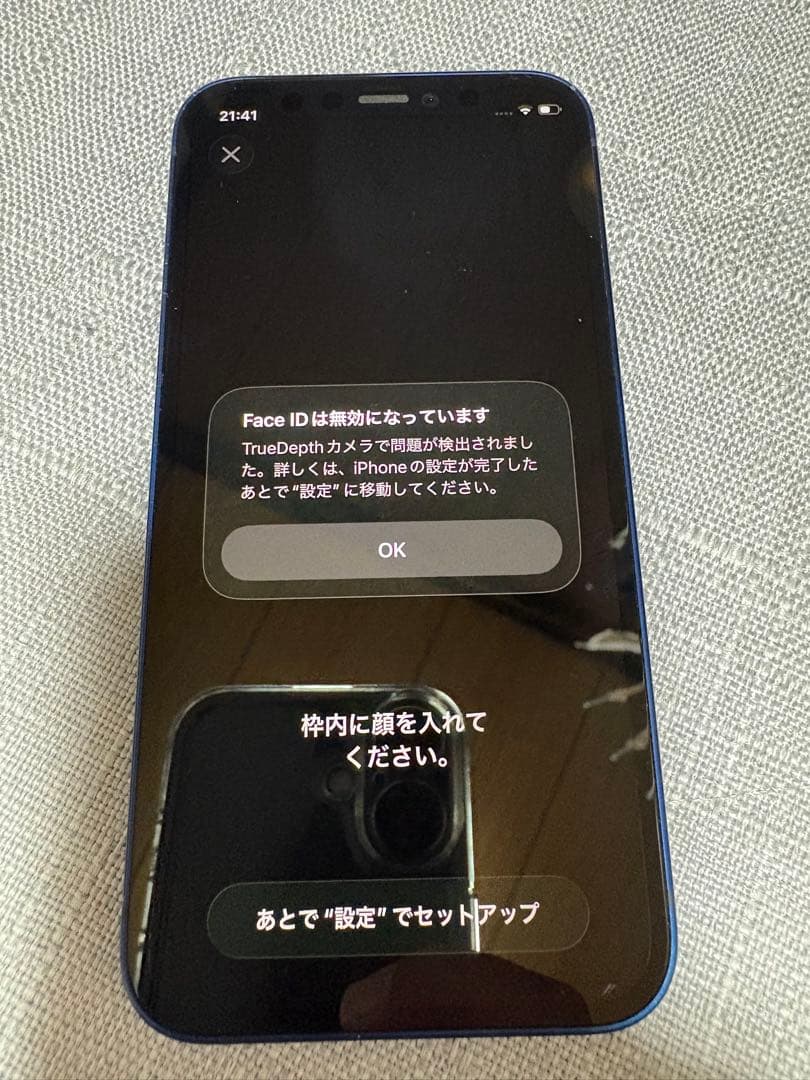 21:41
Face IDは無効になっています
TrueDepthカメラで問題が検出されまし
た。詳しくは、iPhoneの設定が完了した
あとで“設定”に移動してください。
OK
枠内に顔を入れて
ください。
あとで“設定”でセットアップ